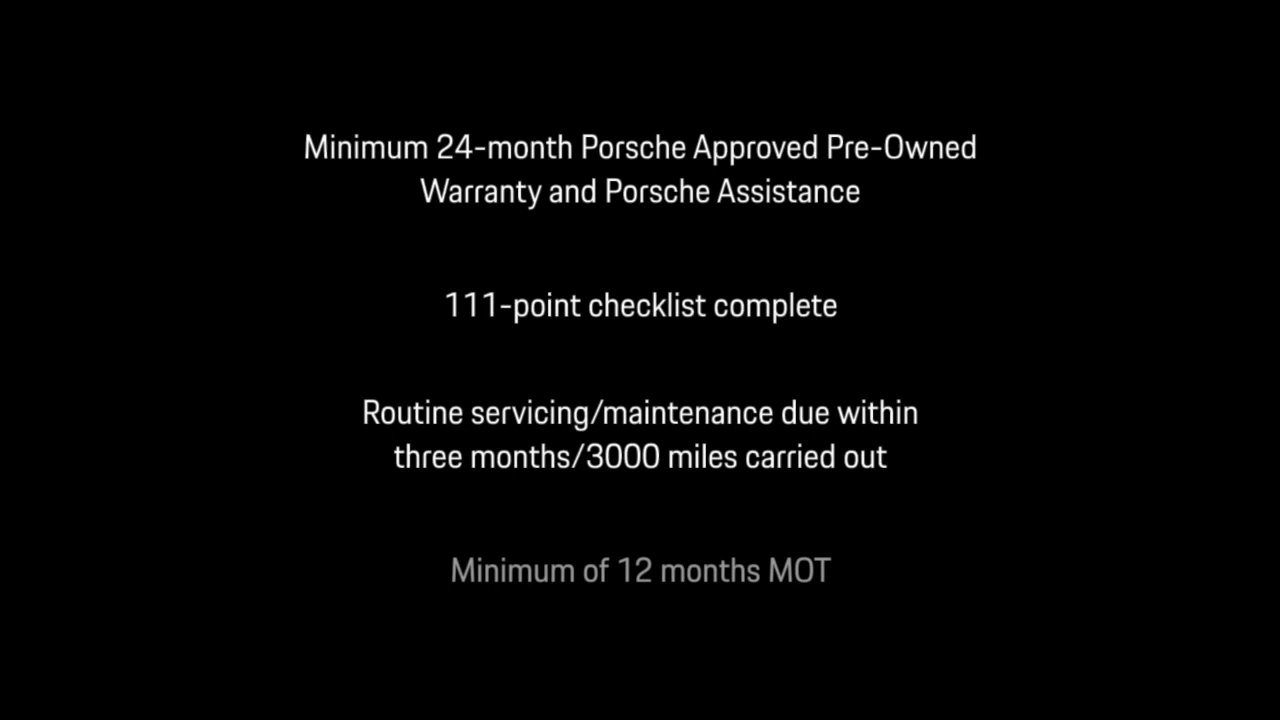 Minimum 24-month Porsche Approved Pre-Owned
Warranty and Porsche Assistance
111-point checklist complete
Routine servicing/maintenance due within
three months/3000 miles carried out
Minimum of 12 months MOT